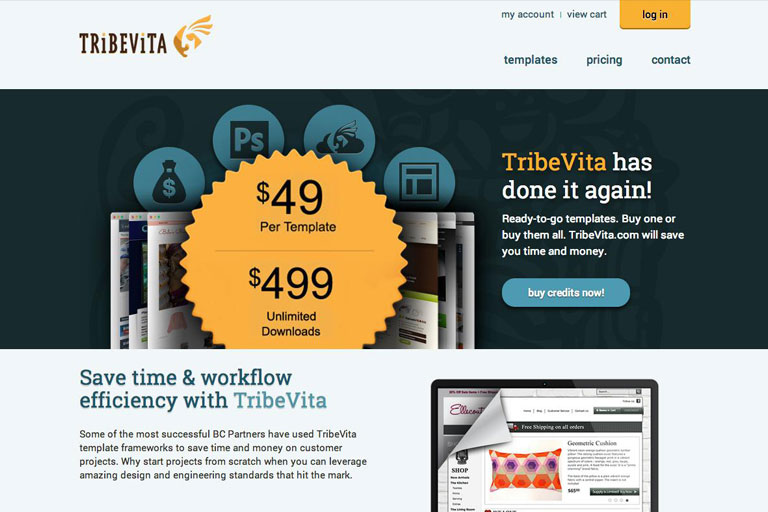 my account | view cart
log in
TRiBEViTA
templates pricing contact
Ps
$
$49
Per Template
$499
Unlimited
Downloads
TribeVita has
done it again!
Ready-to-go templates. Buy one or
buy them all. TribeVita.com will save
you time and money.
buy credits now!
Save time & workflow
efficiency with TribeVita
Some of the most successful BC Partners have used TribeVita
template frameworks to save time and money on customer
projects. Why start projects from scratch when you can leverage
amazing design and engineering standards that hit the mark.
Free Shipping on all orders
Geometric Cushion
SHOP